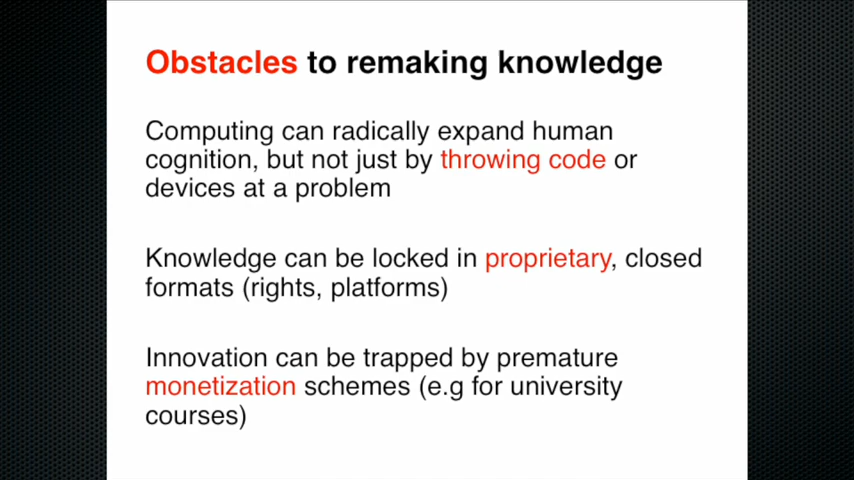 Obstacles to remaking knowledge
Computing can radically expand human
cognition, but not just by throwing code or
devices at a problem
Knowledge can be locked in proprietary, closed
formats (rights, platforms)
Innovation can be trapped by premature
monetization schemes (e.g for university
courses)